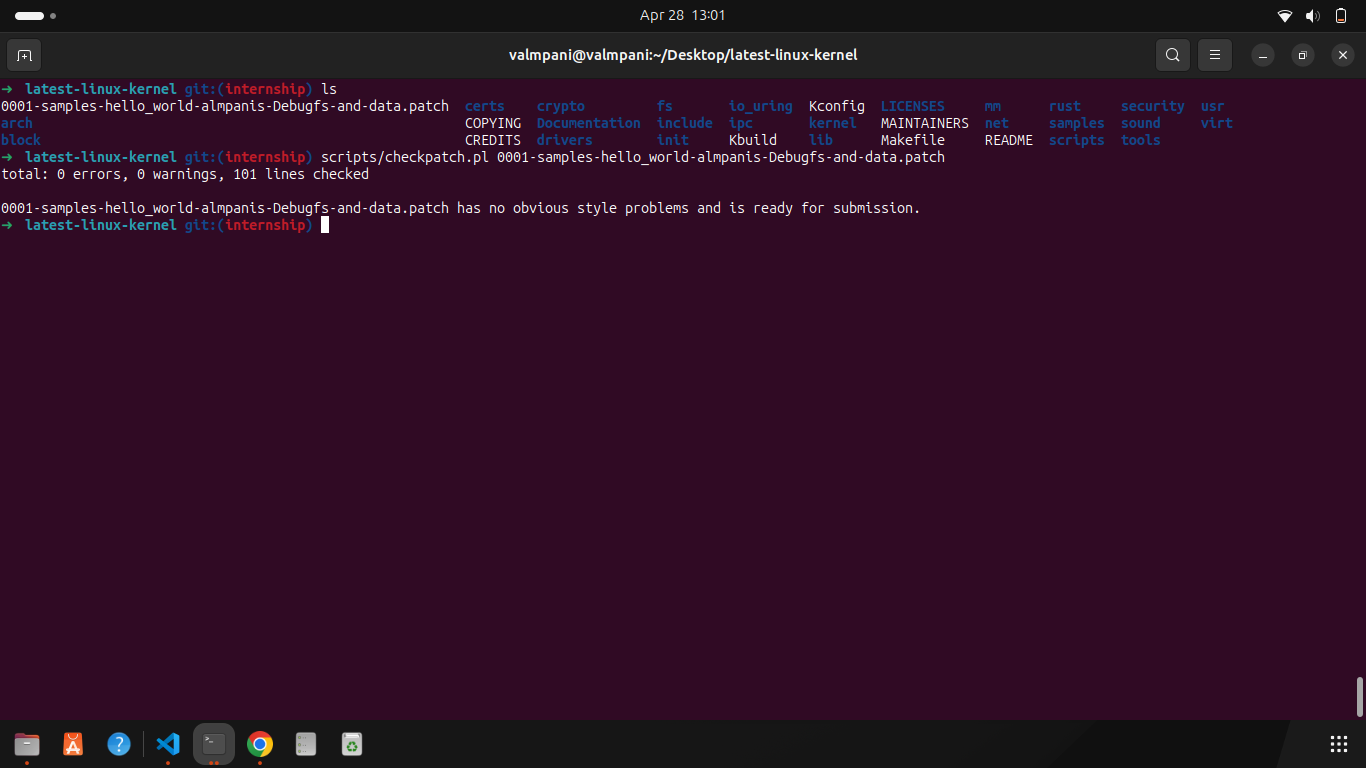 Apr 28 13:01
valmpani@valmpani:~/Desktop/latest-linux-kernel
➜ latest-linux-kernel git:(internship) ls
0001-samples-hello_world-almpanis-Debugfs-and-data.patch certs crypto fs io_uring Kconfig LICENSES mm rust security usr
arch COPYING Documentation include ipc kernel MAINTAINERS net samples sound virt
block CREDITS drivers init Kbuild lib Makefile README scripts tools
➜ latest-linux-kernel git:(internship) scripts/checkpatch.pl 0001-samples-hello_world-almpanis-Debugfs-and-data.patch
total: 0 errors, 0 warnings, 101 lines checked
0001-samples-hello_world-almpanis-Debugfs-and-data.patch has no obvious style problems and is ready for submission.
➜ latest-linux-kernel git:(internship)